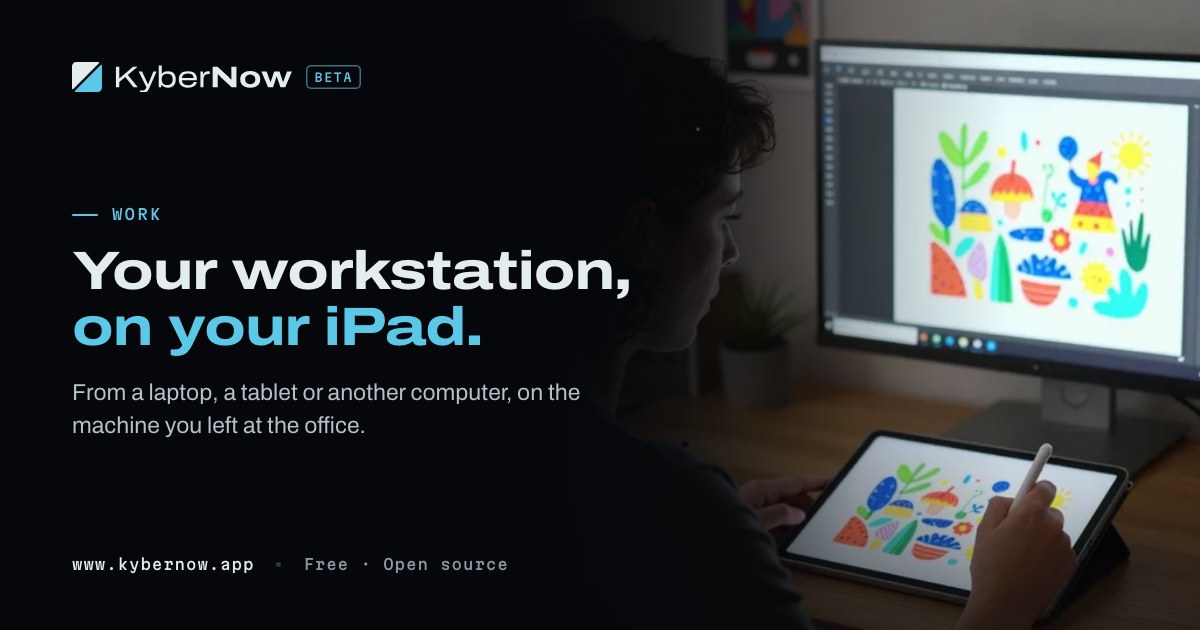 KyberNow BETA
WORK
Your workstation,
on your iPad.
From a laptop, a tablet or another computer, on the
machine you left at the office.
www.kybernow.app • Free · Open source